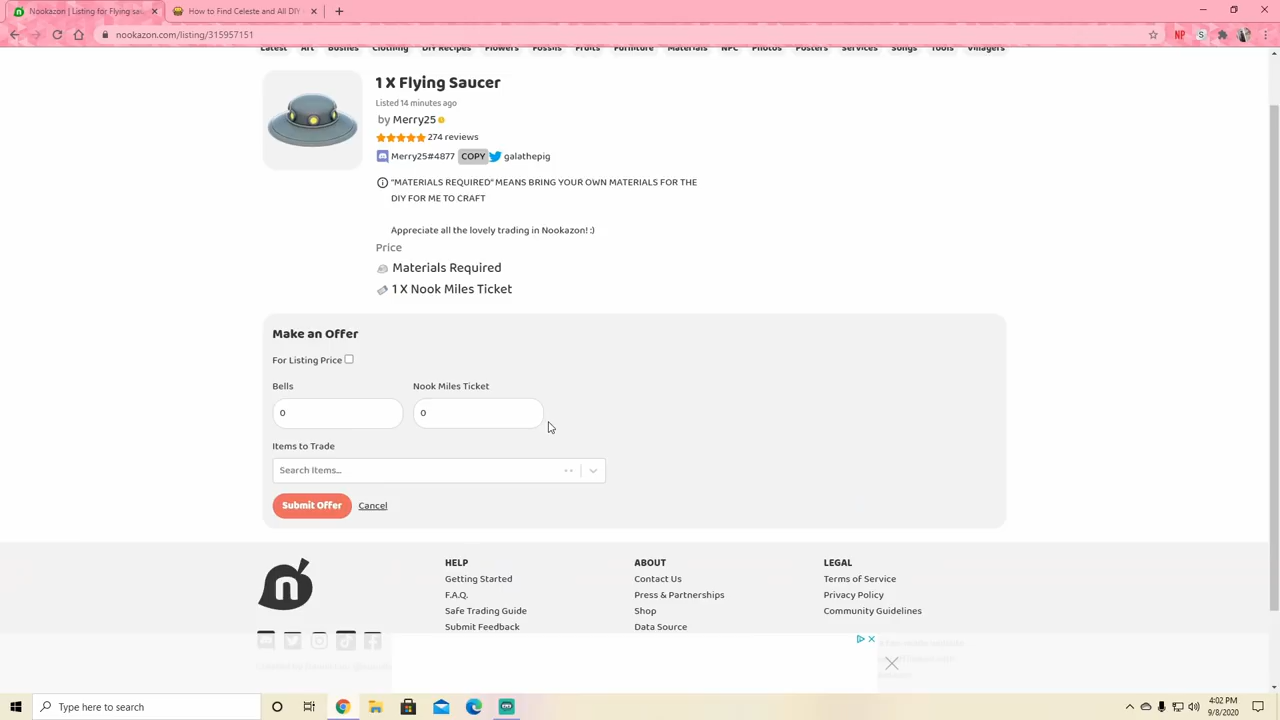 Nookazon | Nookazon Listing for Flying sau
How to Find Celeste and All DIY
nookazon.com/listing/315957151
NP
S
Latest Art Bushes Clothing DIY Recipes Flowers Fossils Fruits Furniture Materials NPC Photos Posters Services Songs Tools Villagers
1 X Flying Saucer
Listed 14 minutes ago
by Merry25
274 reviews
Merry25#4877 COPY galathepig
"MATERIALS REQUIRED" MEANS BRING YOUR OWN MATERIALS FOR THE
DIY FOR ME TO CRAFT
Appreciate all the lovely trading in Nookazon! :)
Price
Materials Required
1 X Nook Miles Ticket
Make an Offer
For Listing Price
Bells Nook Miles Ticket
0 0
Items to Trade
Search Items...
Submit Offer Cancel
n
HELP ABOUT LEGAL
Getting Started Contact Us Terms of Service
F.A.Q. Press & Partnerships Privacy Policy
Safe Trading Guide Shop Community Guidelines
Submit Feedback Data Source
Type here to search
4:02 PM
9/8/2020